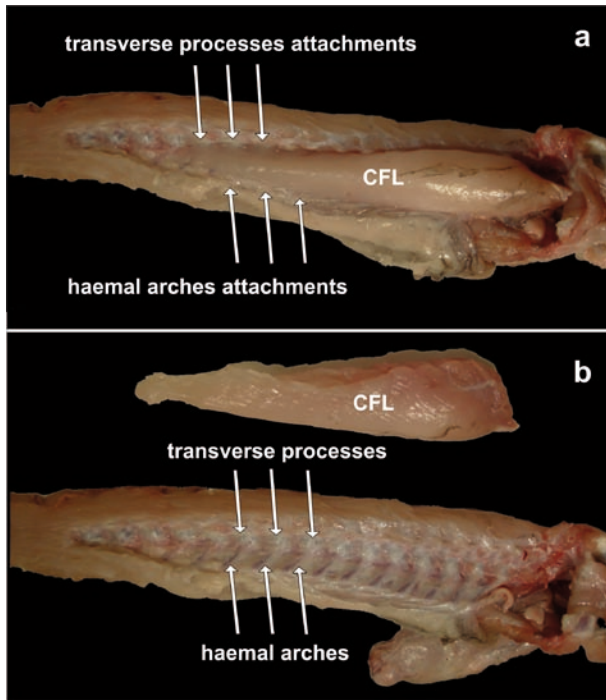 a
transverse processes attachments
CFL
haemal arches attachments
b
CFL
transverse processes
haemal arches